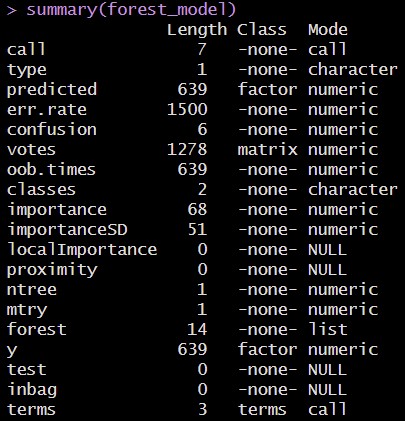 > summary(forest_model)
                Length Class  Mode
call               7   -none- call
type               1   -none- character
predicted        639   factor numeric
err.rate        1500   -none- numeric
confusion          6   -none- numeric
votes           1278   matrix numeric
oob.times        639   -none- numeric
classes            2   -none- character
importance        68   -none- numeric
importanceSD      51   -none- numeric
localImportance    0   -none- NULL
proximity          0   -none- NULL
ntree              1   -none- numeric
mtry               1   -none- numeric
forest            14   -none- list
y                639   factor numeric
test               0   -none- NULL
inbag              0   -none- NULL
terms              3   terms  call